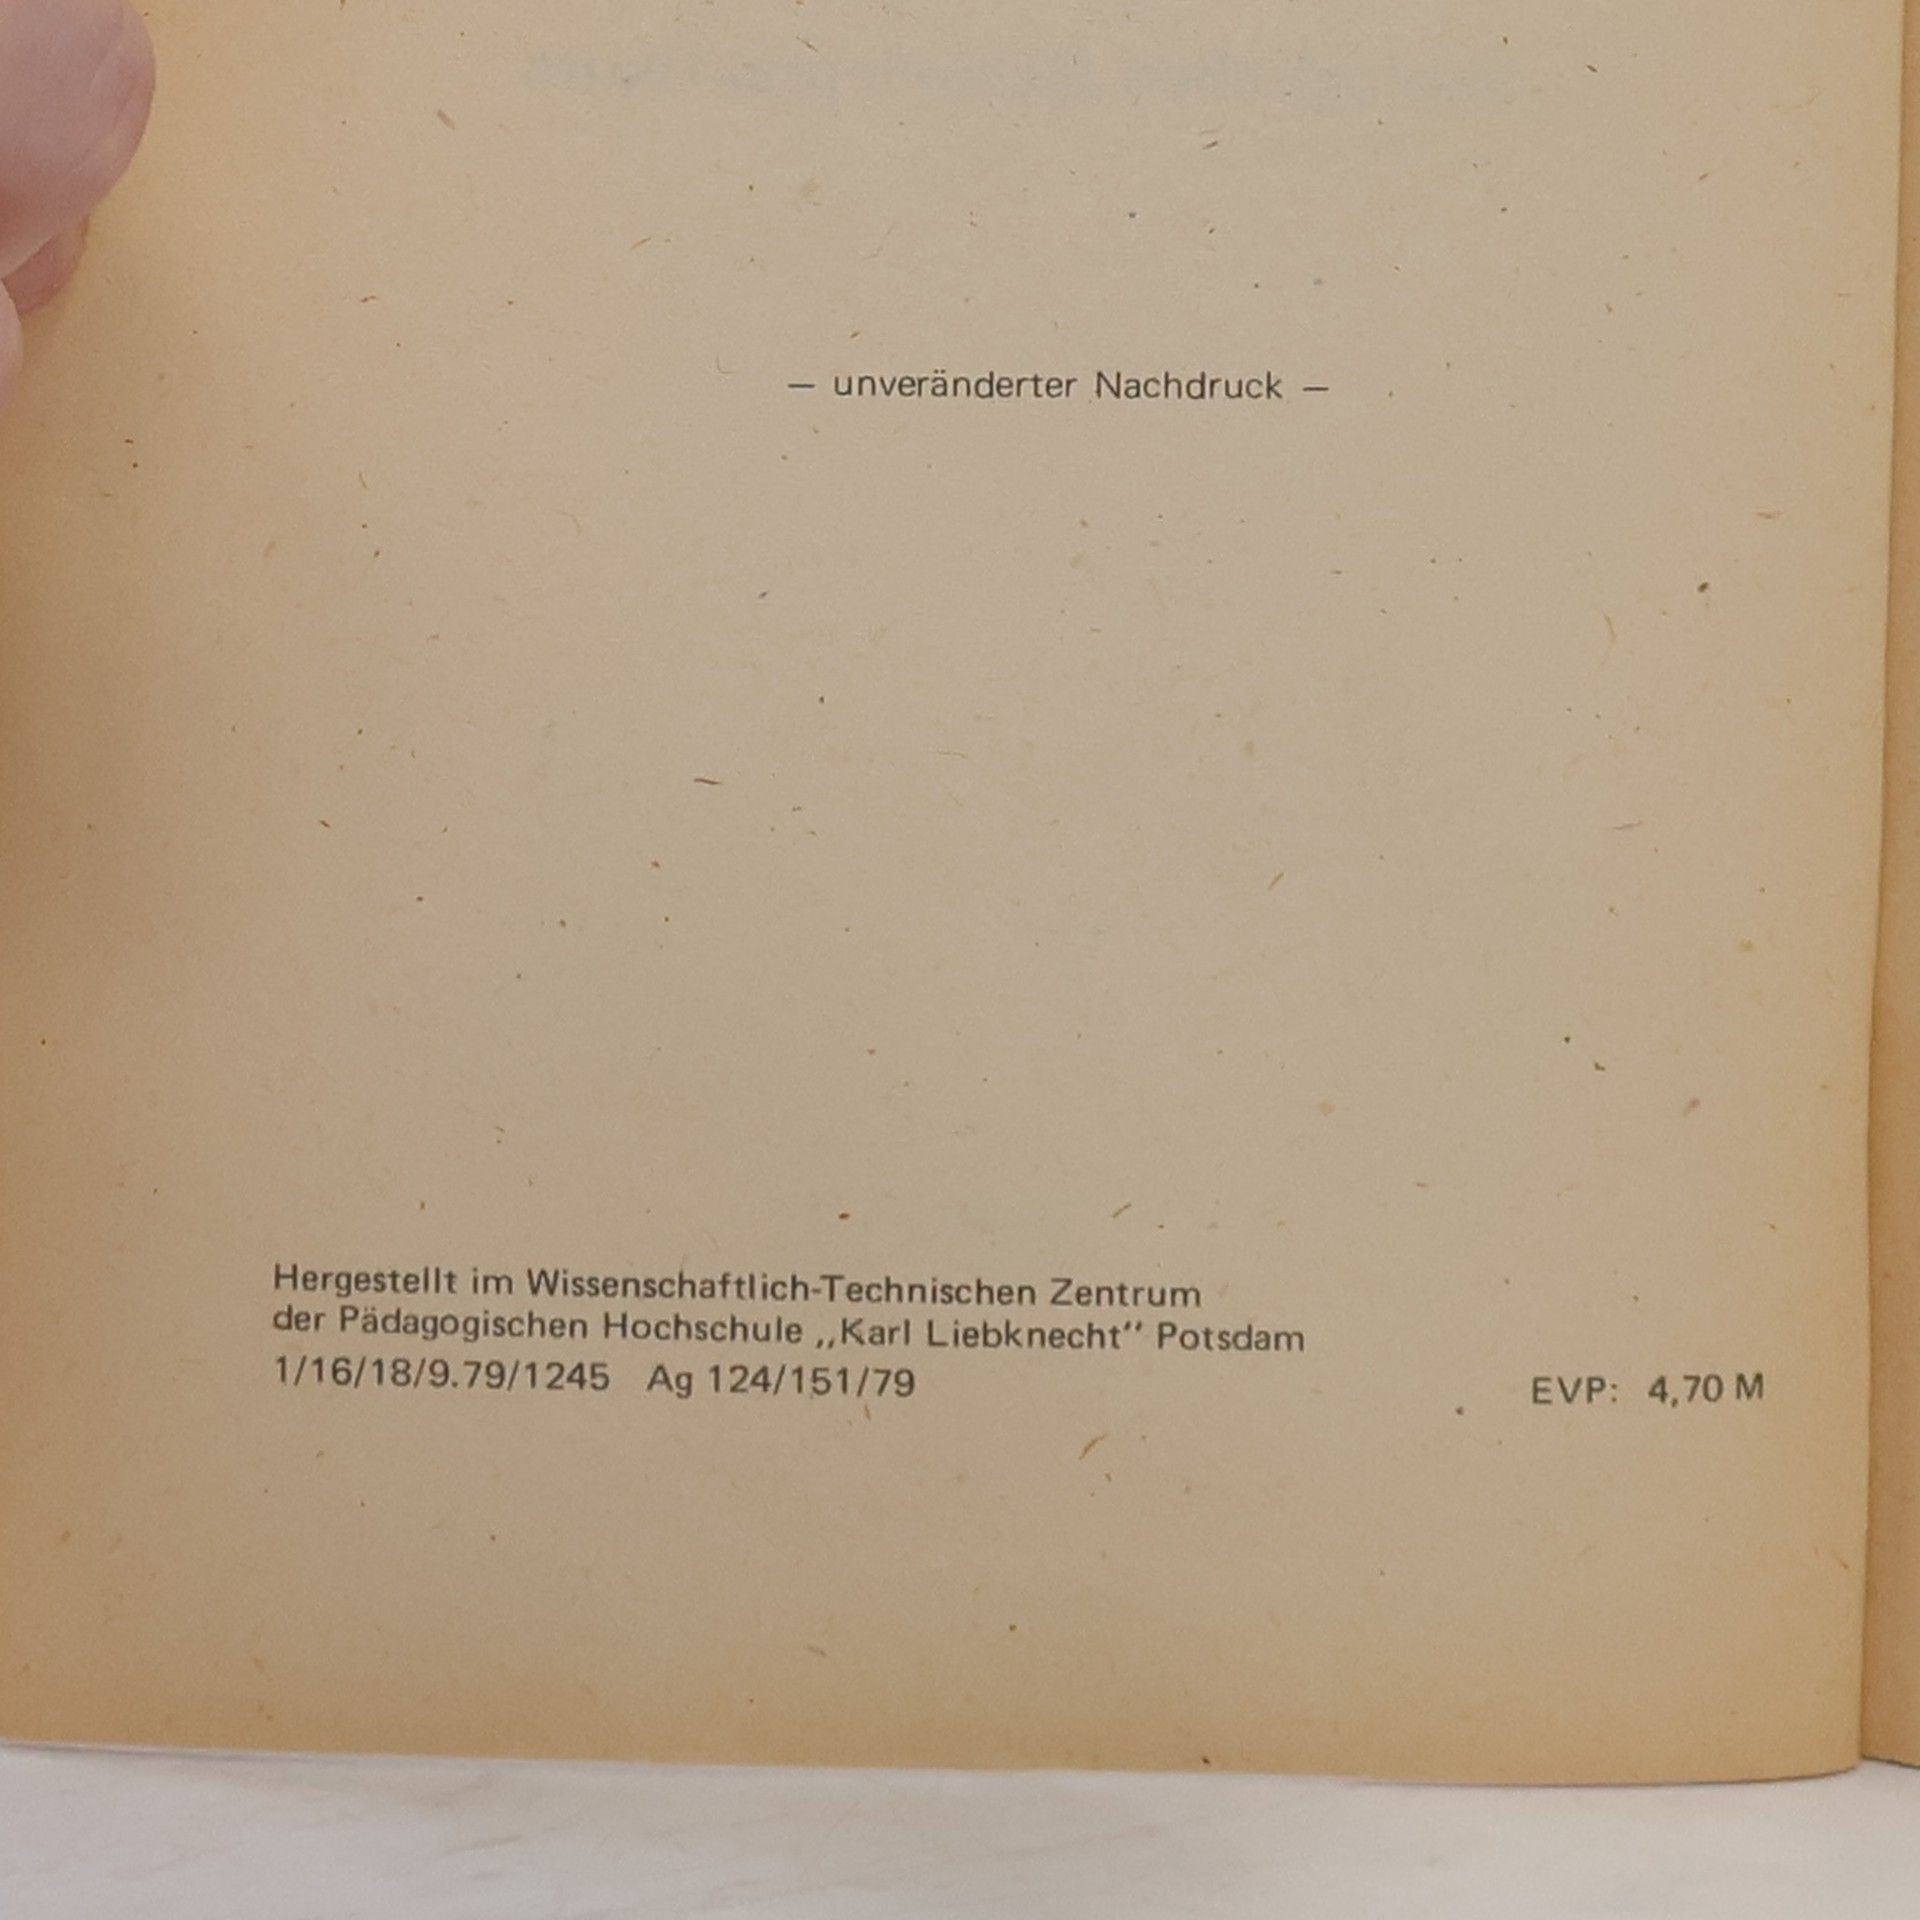 — unveränderter Nachdruck —
Hergestellt im Wissenschaftlich-Technischen Zentrum
der Pädagogischen Hochschule „Karl Liebknecht“ Potsdam
1/16/18/9.79/1245 Ag 124/151/79
EVP: 4,70 M